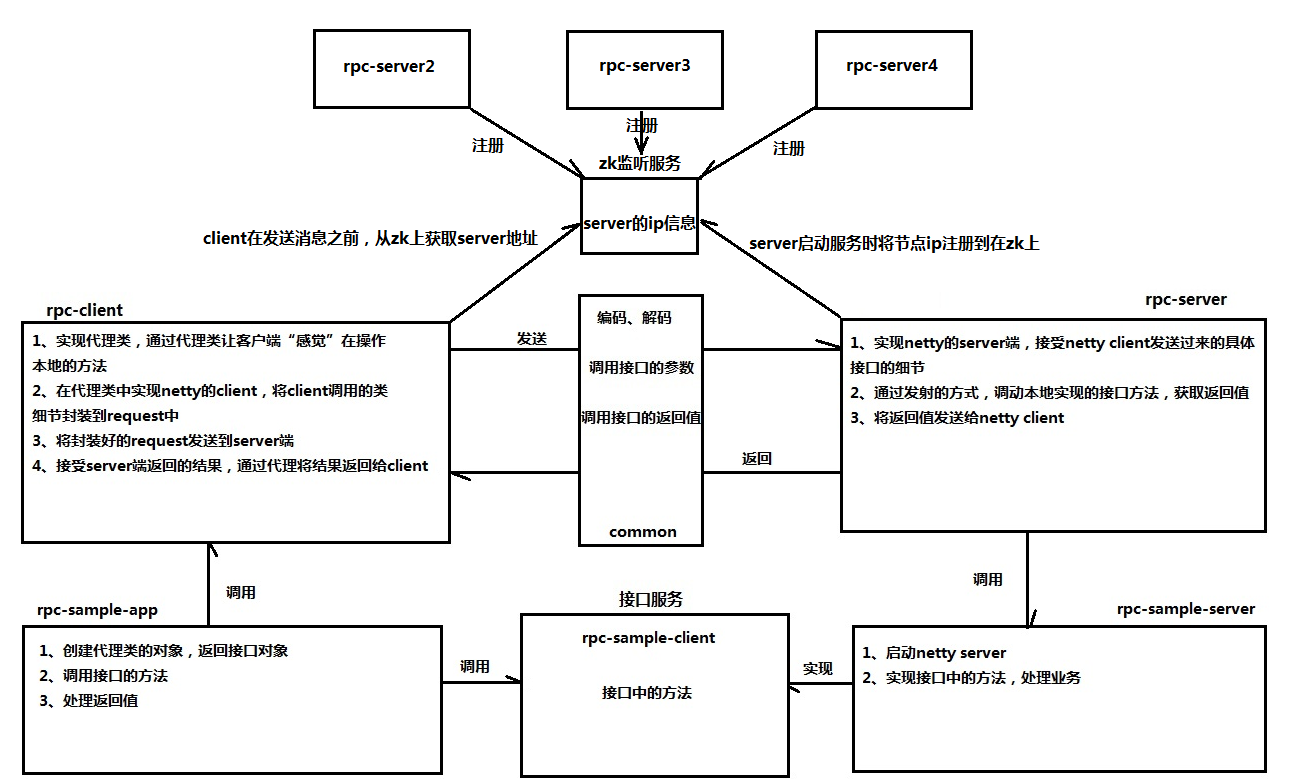 rpc-server2
rpc-server3
rpc-server4
注册
注册
注册
zk监听服务
server的ip信息
client在发送消息之前，从zk上获取server地址
server启动服务时将节点ip注册到在zk上
rpc-client
1、实现代理类，通过代理类让客户端“感觉”在操作
本地的方法
2、在代理类中实现netty的client，将client调用的类
细节封装到request中
3、将封装好的request发送到server端
4、接受server端返回的结果，通过代理将结果返回给client
发送
编码、解码
调用接口的参数
调用接口的返回值
common
返回
rpc-server
1、实现netty的server端，接受netty client发送过来的具体
接口的细节
2、通过发射的方式，调动本地实现的接口方法，获取返回值
3、将返回值发送给netty client
调用
调用
rpc-sample-app
1、创建代理类的对象，返回接口对象
2、调用接口的方法
3、处理返回值
调用
接口服务
rpc-sample-client
接口中的方法
实现
rpc-sample-server
1、启动netty server
2、实现接口中的方法，处理业务